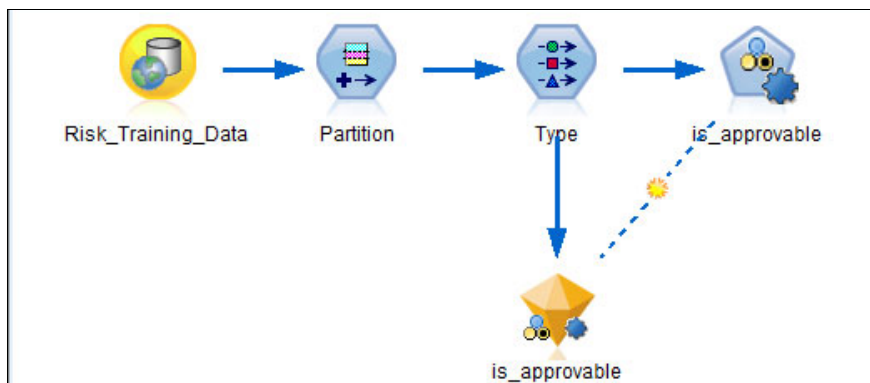 Risk_Training_Data
Partition
Type
is_approvable
is_approvable